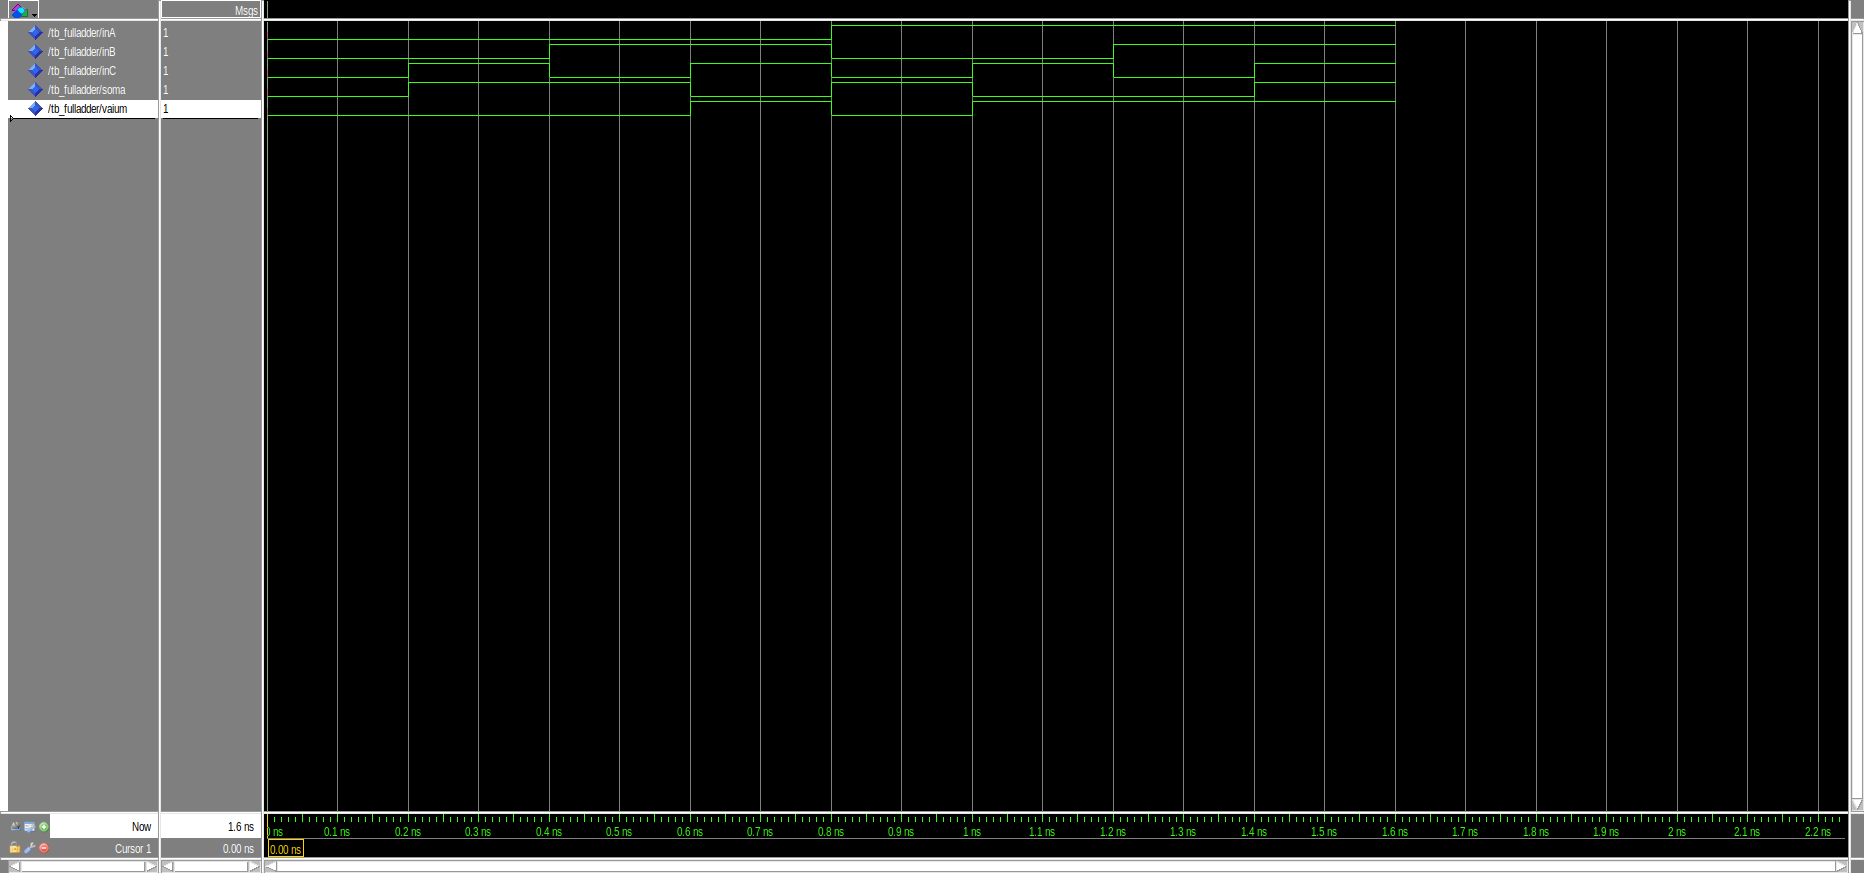 Msgs
/tb_fulladder/inA 1
/tb_fulladder/inB 1
/tb_fulladder/inC 1
/tb_fulladder/soma 1
/tb_fulladder/vaium 1
Now 1.6 ns
ns 0.1 ns 0.2 ns 0.3 ns 0.4 ns 0.5 ns 0.6 ns 0.7 ns 0.8 ns 0.9 ns 1 ns 1.1 ns 1.2 ns 1.3 ns 1.4 ns 1.5 ns 1.6 ns 1.7 ns 1.8 ns 1.9 ns 2 ns 2.1 ns 2.2 ns
Cursor 1 0.00 ns
0.00 ns